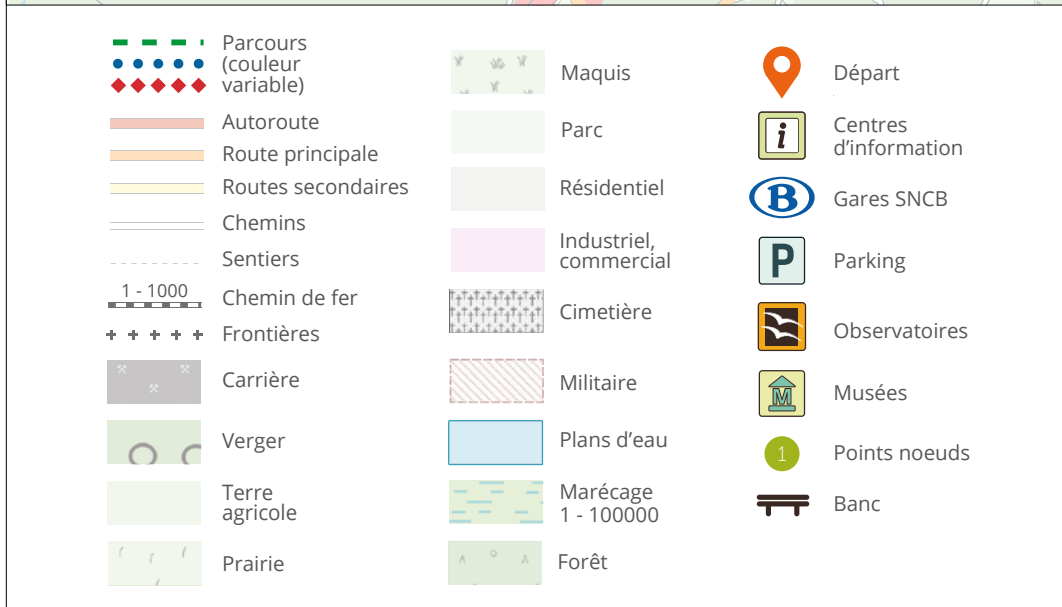 Parcours
(couleur
variable)
Autoroute
Route principale
Routes secondaires
Chemins
Sentiers
1 - 1000
Chemin de fer
Frontières
Carrière
Verger
Terre
agricole
Prairie
Maquis
Parc
Résidentiel
Industriel,
commercial
Cimetière
Militaire
Plans d’eau
Marécage
1 - 100000
Forêt
Départ
i
Centres
d’information
B
Gares SNCB
P
Parking
Observatoires
M
Musées
1
Points noeuds
Banc